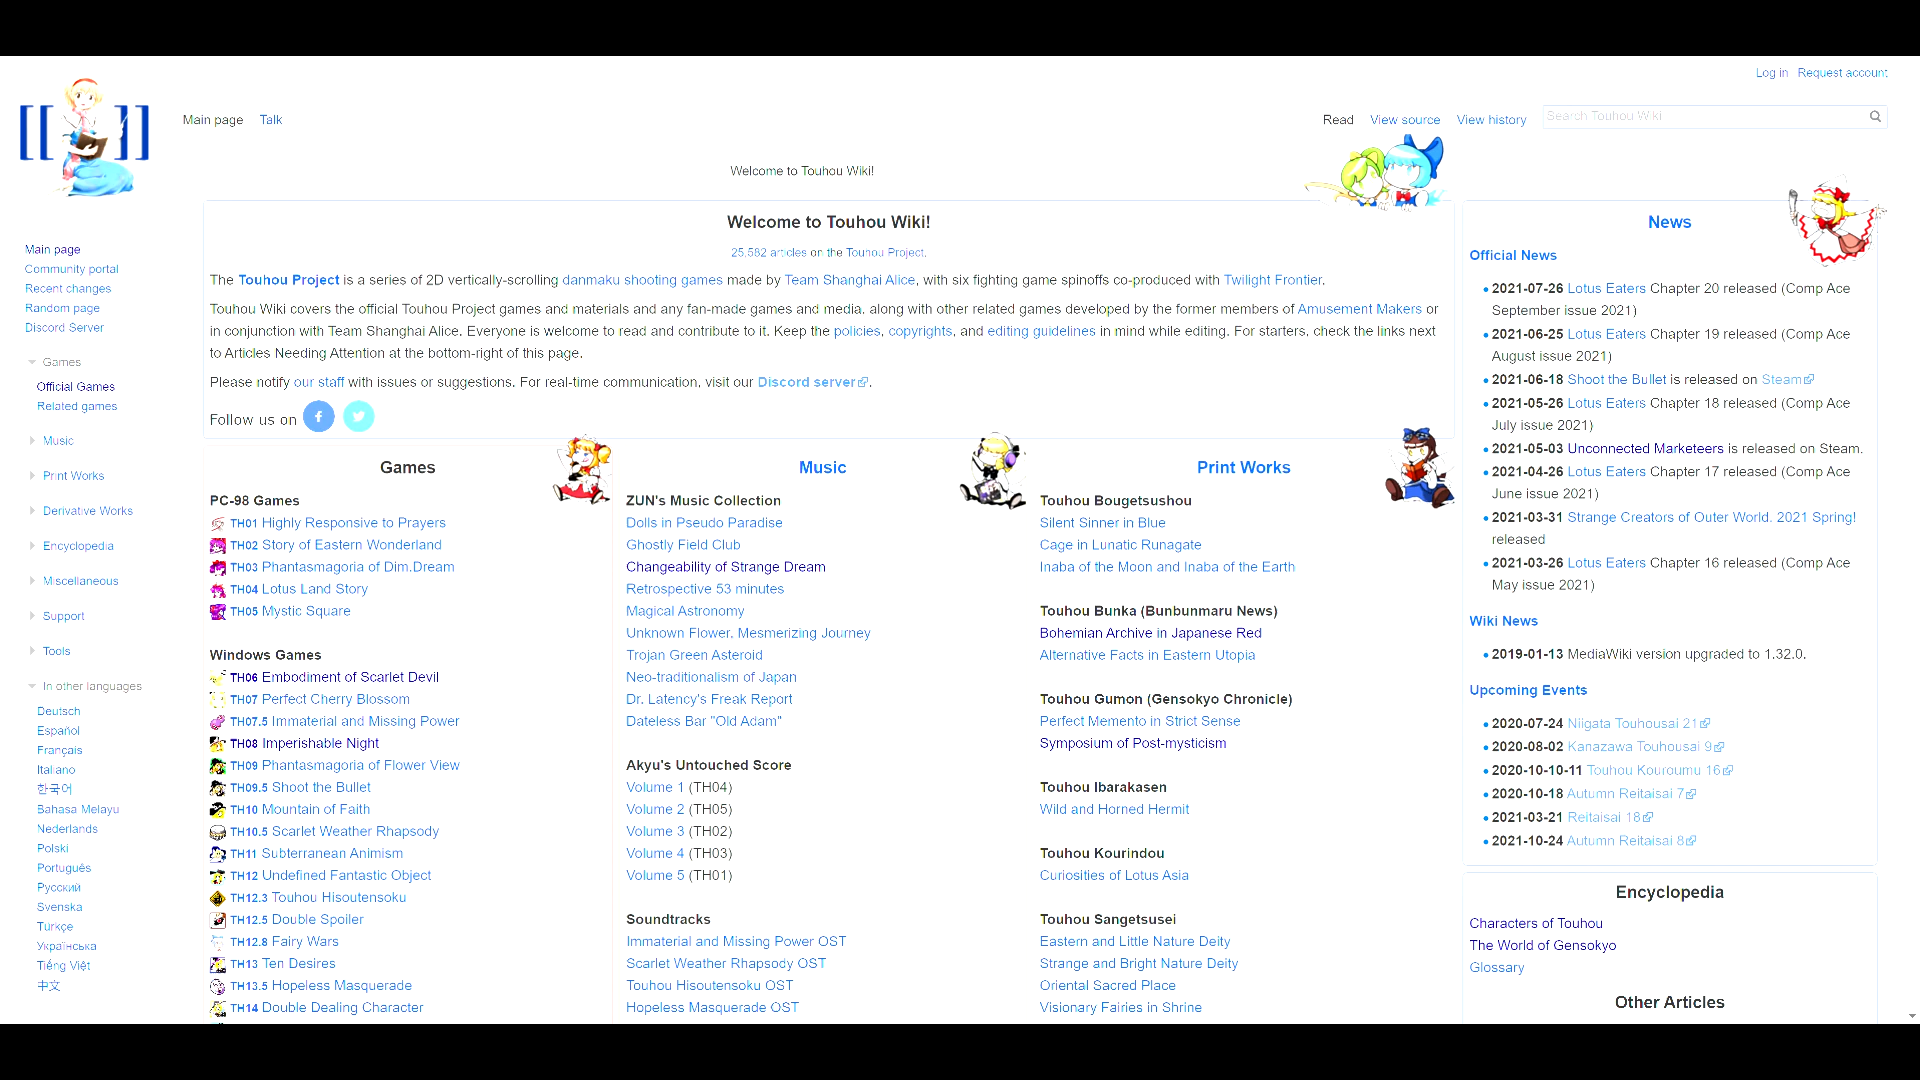 Log in Request account
[[ ]]
Main page Talk
Read View source View history Search Touhou Wiki
Welcome to Touhou Wiki!
Main page
Community portal
Recent changes
Random page
Discord Server
Games
Official Games
Related games
Music
Print Works
Derivative Works
Encyclopedia
Miscellaneous
Support
Tools
In other languages
Deutsch
Español
Français
Italiano
한국어
Bahasa Melayu
Nederlands
Polski
Português
Русский
Svenska
Türkçe
Українська
Tiếng Việt
中文
Welcome to Touhou Wiki!
25,582 articles on the Touhou Project.
The Touhou Project is a series of 2D vertically-scrolling danmaku shooting games made by Team Shanghai Alice, with six fighting game spinoffs co-produced with Twilight Frontier.
Touhou Wiki covers the official Touhou Project games and materials and any fan-made games and media, along with other related games developed by the former members of Amusement Makers or
in conjunction with Team Shanghai Alice. Everyone is welcome to read and contribute to it. Keep the policies, copyrights, and editing guidelines in mind while editing. For starters, check the links next
to Articles Needing Attention at the bottom-right of this page.
Please notify our staff with issues or suggestions. For real-time communication, visit our Discord server.
Follow us on
Games
PC-98 Games
TH01 Highly Responsive to Prayers
TH02 Story of Eastern Wonderland
TH03 Phantasmagoria of Dim.Dream
TH04 Lotus Land Story
TH05 Mystic Square
Windows Games
TH06 Embodiment of Scarlet Devil
TH07 Perfect Cherry Blossom
TH07.5 Immaterial and Missing Power
TH08 Imperishable Night
TH09 Phantasmagoria of Flower View
TH09.5 Shoot the Bullet
TH10 Mountain of Faith
TH10.5 Scarlet Weather Rhapsody
TH11 Subterranean Animism
TH12 Undefined Fantastic Object
TH12.3 Touhou Hisoutensoku
TH12.5 Double Spoiler
TH12.8 Fairy Wars
TH13 Ten Desires
TH13.5 Hopeless Masquerade
TH14 Double Dealing Character
Music
ZUN's Music Collection
Dolls in Pseudo Paradise
Ghostly Field Club
Changeability of Strange Dream
Retrospective 53 minutes
Magical Astronomy
Unknown Flower, Mesmerizing Journey
Trojan Green Asteroid
Neo-traditionalism of Japan
Dr. Latency's Freak Report
Dateless Bar "Old Adam"
Akyu's Untouched Score
Volume 1 (TH04)
Volume 2 (TH05)
Volume 3 (TH02)
Volume 4 (TH03)
Volume 5 (TH01)
Soundtracks
Immaterial and Missing Power OST
Scarlet Weather Rhapsody OST
Touhou Hisoutensoku OST
Hopeless Masquerade OST
Print Works
Touhou Bougetsushou
Silent Sinner in Blue
Cage in Lunatic Runagate
Inaba of the Moon and Inaba of the Earth
Touhou Bunka (Bunbunmaru News)
Bohemian Archive in Japanese Red
Alternative Facts in Eastern Utopia
Touhou Gumon (Gensokyo Chronicle)
Perfect Memento in Strict Sense
Symposium of Post-mysticism
Touhou Ibarakasen
Wild and Horned Hermit
Touhou Kourindou
Curiosities of Lotus Asia
Touhou Sangetsusei
Eastern and Little Nature Deity
Strange and Bright Nature Deity
Oriental Sacred Place
Visionary Fairies in Shrine
News
Official News
2021-07-26 Lotus Eaters Chapter 20 released (Comp Ace
September issue 2021)
2021-06-25 Lotus Eaters Chapter 19 released (Comp Ace
August issue 2021)
2021-06-18 Shoot the Bullet is released on Steam
2021-05-26 Lotus Eaters Chapter 18 released (Comp Ace
July issue 2021)
2021-05-03 Unconnected Marketeers is released on Steam.
2021-04-26 Lotus Eaters Chapter 17 released (Comp Ace
June issue 2021)
2021-03-31 Strange Creators of Outer World. 2021 Spring!
released
2021-03-26 Lotus Eaters Chapter 16 released (Comp Ace
May issue 2021)
Wiki News
2019-01-13 MediaWiki version upgraded to 1.32.0.
Upcoming Events
2020-07-24 Niigata Touhousai 21
2020-08-02 Kanazawa Touhousai 9
2020-10-10-11 Touhou Kouroumu 16
2020-10-18 Autumn Reitaisai 7
2021-03-21 Reitaisai 18
2021-10-24 Autumn Reitaisai 8
Encyclopedia
Characters of Touhou
The World of Gensokyo
Glossary
Other Articles